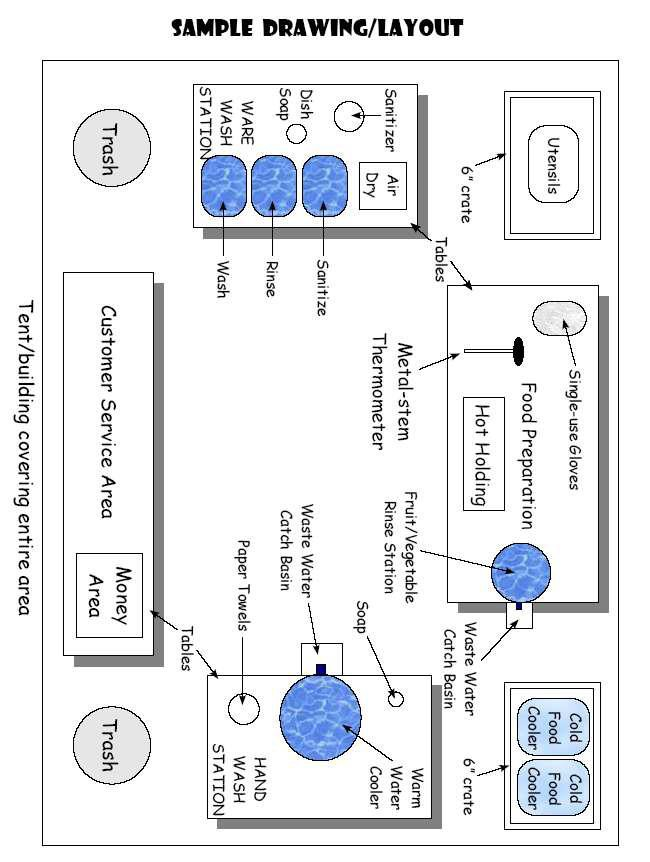 SAMPLE DRAWING/LAYOUT
Trash
WARE
WASH
STATION
Dish
Soap
Sanitizer
Air
Dry
Wash
Rinse
Sanitize
Utensils
6" crate
Tables
Single-use Gloves
Metal-stem
Thermometer
Food Preparation
Hot Holding
Fruit/Vegetable
Rinse Station
Waste Water
Catch Basin
Customer Service Area
Money
Area
Tables
Paper Towels
Waste Water
Catch Basin
Soap
HAND
WASH
STATION
Warm
Water
Cooler
6" crate
Cold
Food
Cooler
Cold
Food
Cooler
Trash
Tent/building covering entire area